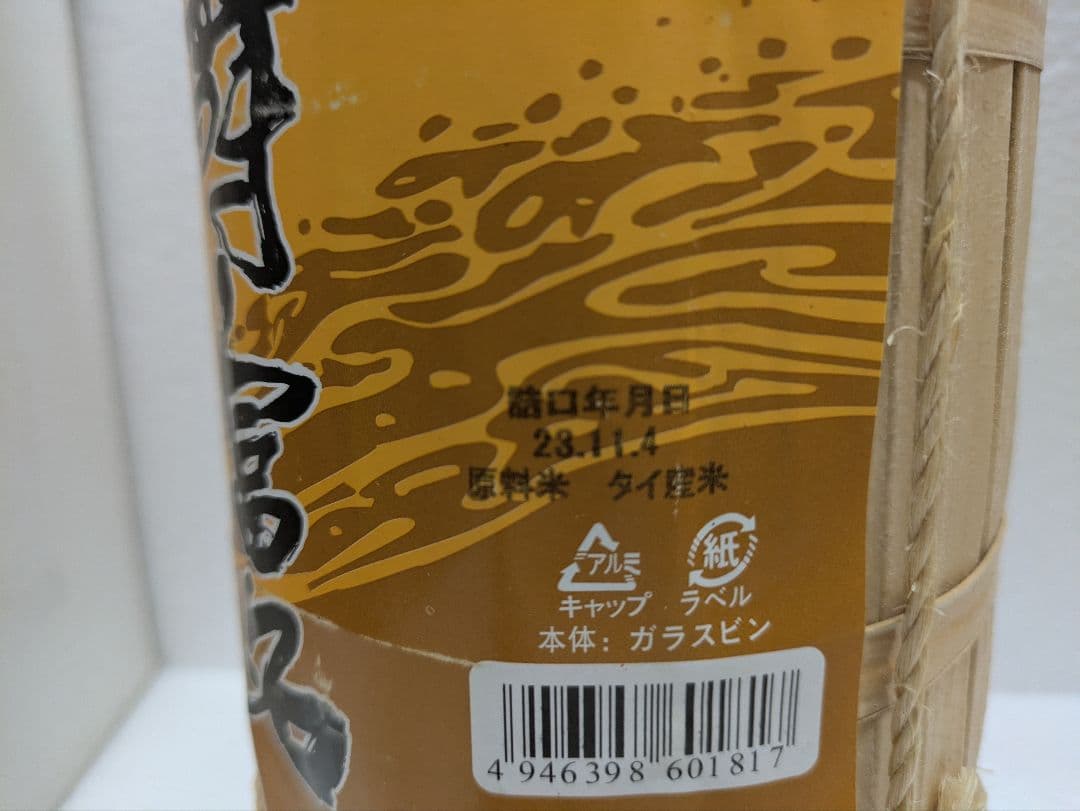 詰口年月日
23.11.4
原料米 タイ産米
アルミ 紙
キャップ ラベル
本体:ガラスビン
4 946398 601817